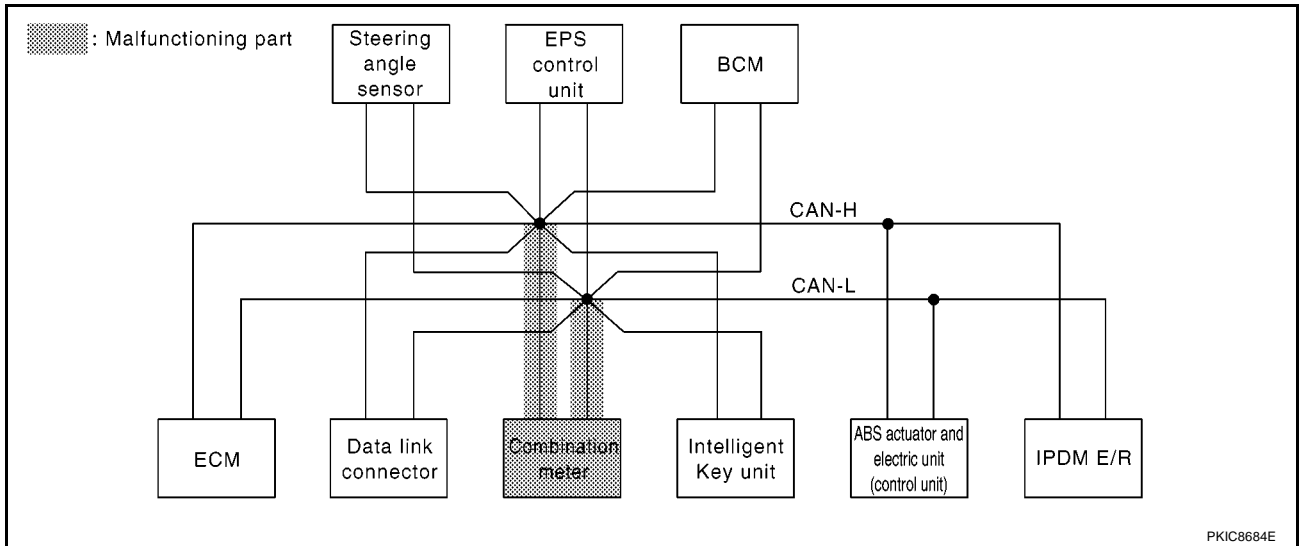 : Malfunctioning part
Steering
angle
sensor
EPS
control
unit
BCM
CAN-H
CAN-L
ECM
Data link
connector
Combination
meter
Intelligent
Key unit
ABS actuator and
electric unit
(control unit)
IPDM E/R
PKIC8684E